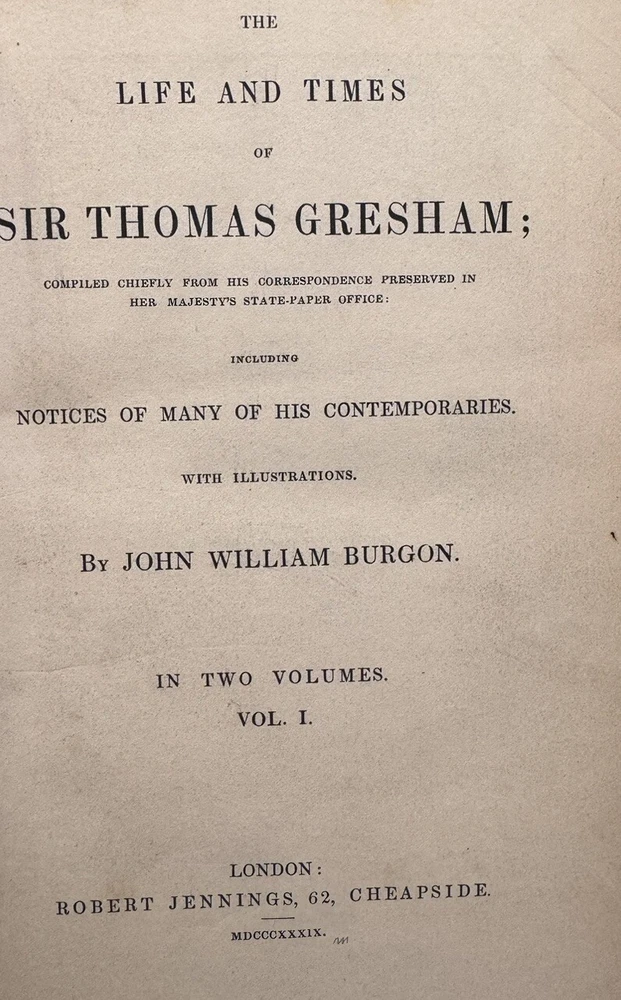 THE
LIFE AND TIMES
OF
SIR THOMAS GRESHAM;
COMPILED CHIEFLY FROM HIS CORRESPONDENCE PRESERVED IN
HER MAJESTY'S STATE-PAPER OFFICE:
INCLUDING
NOTICES OF MANY OF HIS CONTEMPORARIES.
WITH ILLUSTRATIONS.
BY JOHN WILLIAM BURGON.
IN TWO VOLUMES.
VOL. I.
LONDON:
ROBERT JENNINGS, 62, CHEAPSIDE.
MDCCCXXXIX.